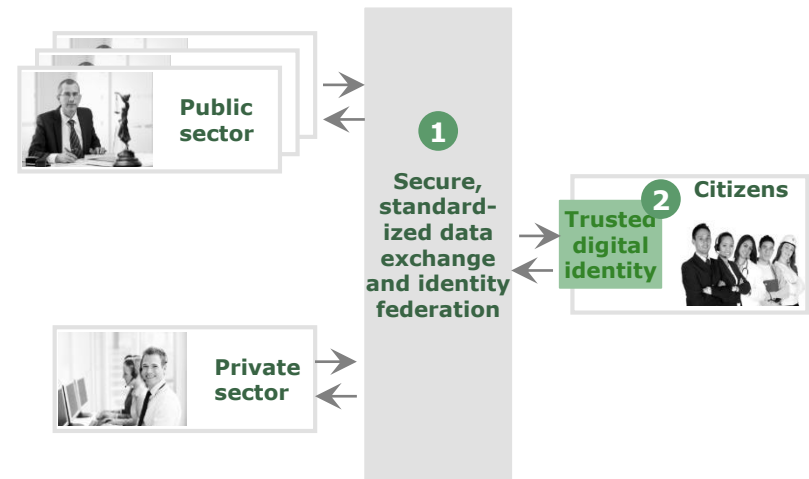 Public
sector
1
Secure,
standard-
ized data
exchange
and identity
federation
2
Citizens
Trusted
digital
identity
Private
sector